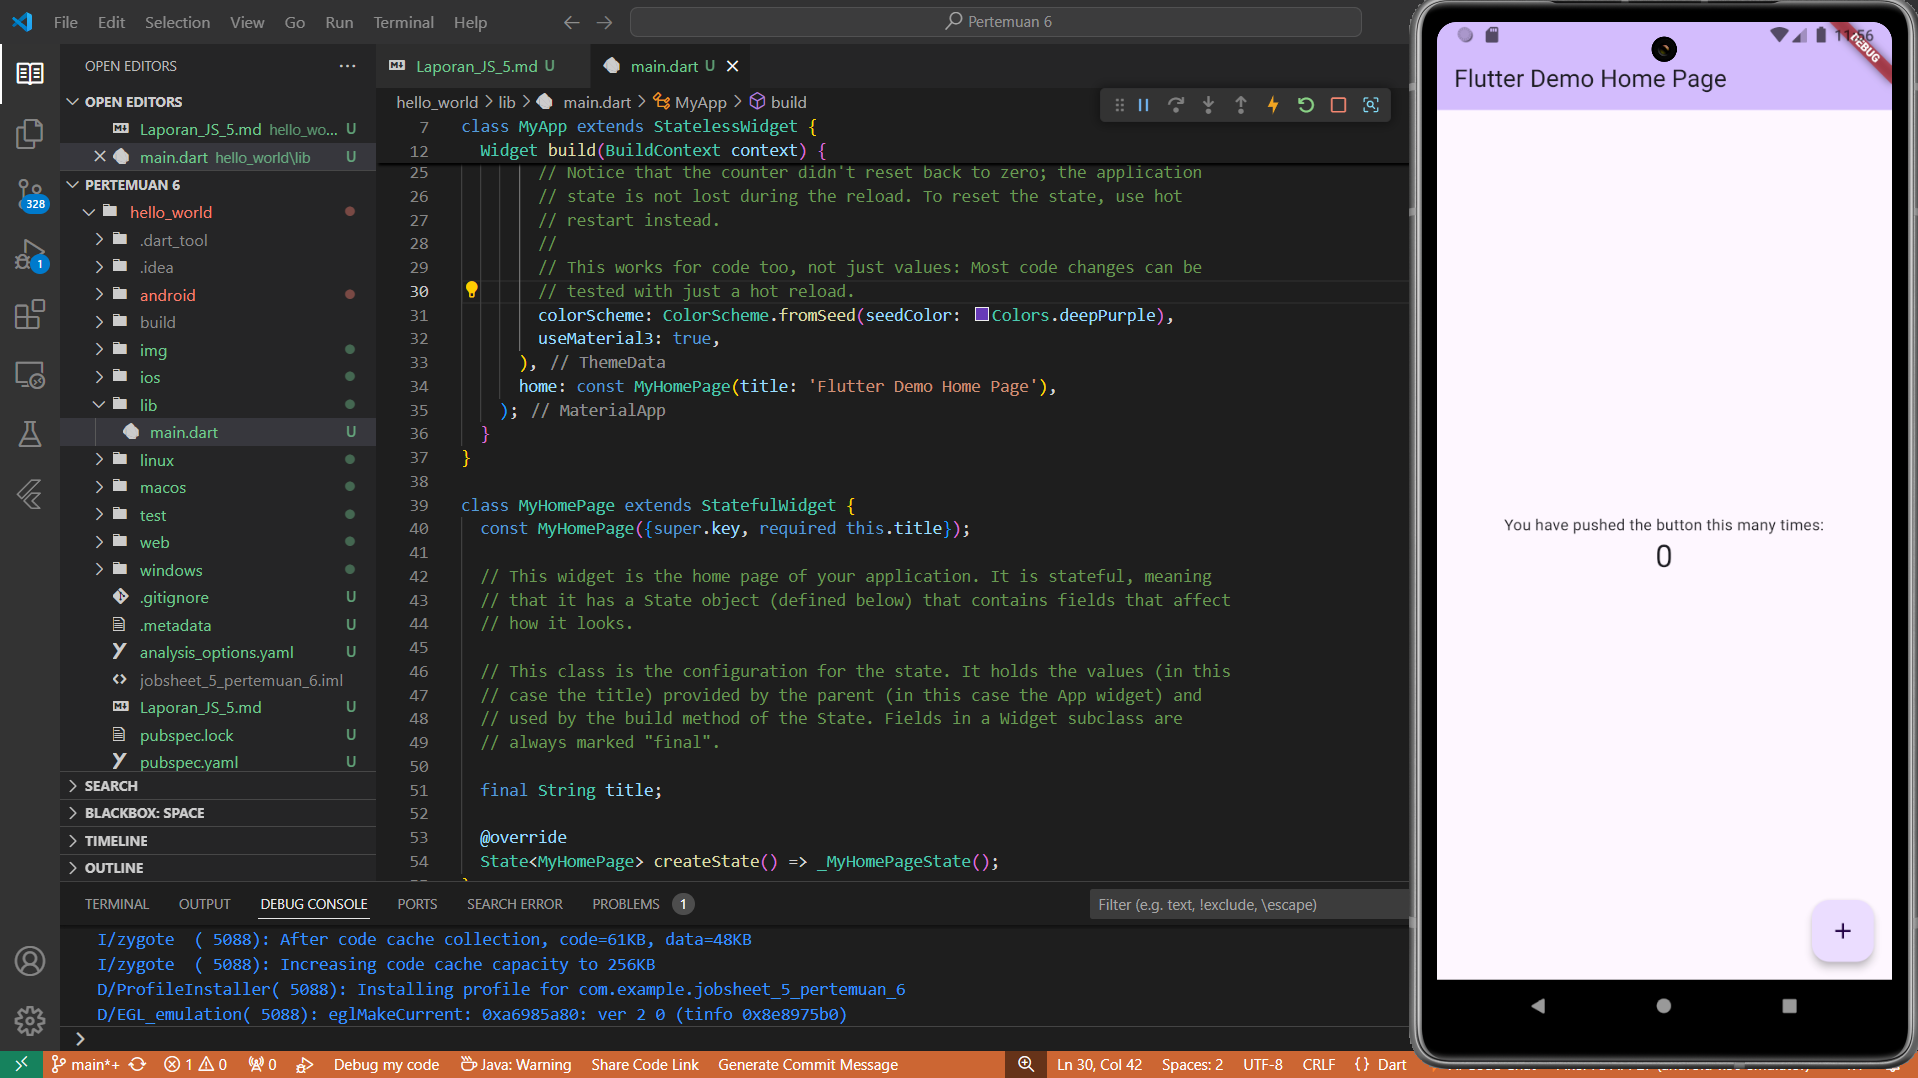 File Edit Selection View Go Run Terminal Help
Pertemuan 6
OPEN EDITORS
OPEN EDITORS
Laporan_JS_5.md hello_wo... U
main.dart hello_world\lib U
PERTEMUAN 6
hello_world
.dart_tool
.idea
android
build
img
ios
lib
main.dart U
linux
macos
test
web
windows
.gitignore U
.metadata U
analysis_options.yaml U
jobsheet_5_pertemuan_6.iml
Laporan_JS_5.md U
pubspec.lock U
pubspec.yaml U
SEARCH
BLACKBOX: SPACE
TIMELINE
OUTLINE
328
1
Laporan_JS_5.md U
main.dart U
hello_world > lib > main.dart > MyApp > build
7 class MyApp extends StatelessWidget {
12 Widget build(BuildContext context) {
25 // Notice that the counter didn't reset back to zero; the application
26 // state is not lost during the reload. To reset the state, use hot
27 // restart instead.
28 //
29 // This works for code too, not just values: Most code changes can be
30 // tested with just a hot reload.
31 colorScheme: ColorScheme.fromSeed(seedColor: Colors.deepPurple),
32 useMaterial3: true,
33 ), // ThemeData
34 home: const MyHomePage(title: 'Flutter Demo Home Page'),
35 ); // MaterialApp
36 }
37 }
38
39 class MyHomePage extends StatefulWidget {
40 const MyHomePage({super.key, required this.title});
41
42 // This widget is the home page of your application. It is stateful, meaning
43 // that it has a State object (defined below) that contains fields that affect
44 // how it looks.
45
46 // This class is the configuration for the state. It holds the values (in this
47 // case the title) provided by the parent (in this case the App widget) and
48 // used by the build method of the State. Fields in a Widget subclass are
49 // always marked "final".
50
51 final String title;
52
53 @override
54 State<MyHomePage> createState() => _MyHomePageState();
TERMINAL OUTPUT DEBUG CONSOLE PORTS SEARCH ERROR PROBLEMS 1
Filter (e.g. text, !exclude, \escape)
I/zygote ( 5088): After code cache collection, code=61KB, data=48KB
I/zygote ( 5088): Increasing code cache capacity to 256KB
D/ProfileInstaller( 5088): Installing profile for com.example.jobsheet_5_pertemuan_6
D/EGL_emulation( 5088): eglMakeCurrent: 0xa6985a80: ver 2 0 (tinfo 0x8e8975b0)
main*+ 1 0 0 Debug my code Java: Warning Share Code Link Generate Commit Message
Ln 30, Col 42 Spaces: 2 UTF-8 CRLF {} Dart
11:56
DEBUG
Flutter Demo Home Page
You have pushed the button this many times:
0
+